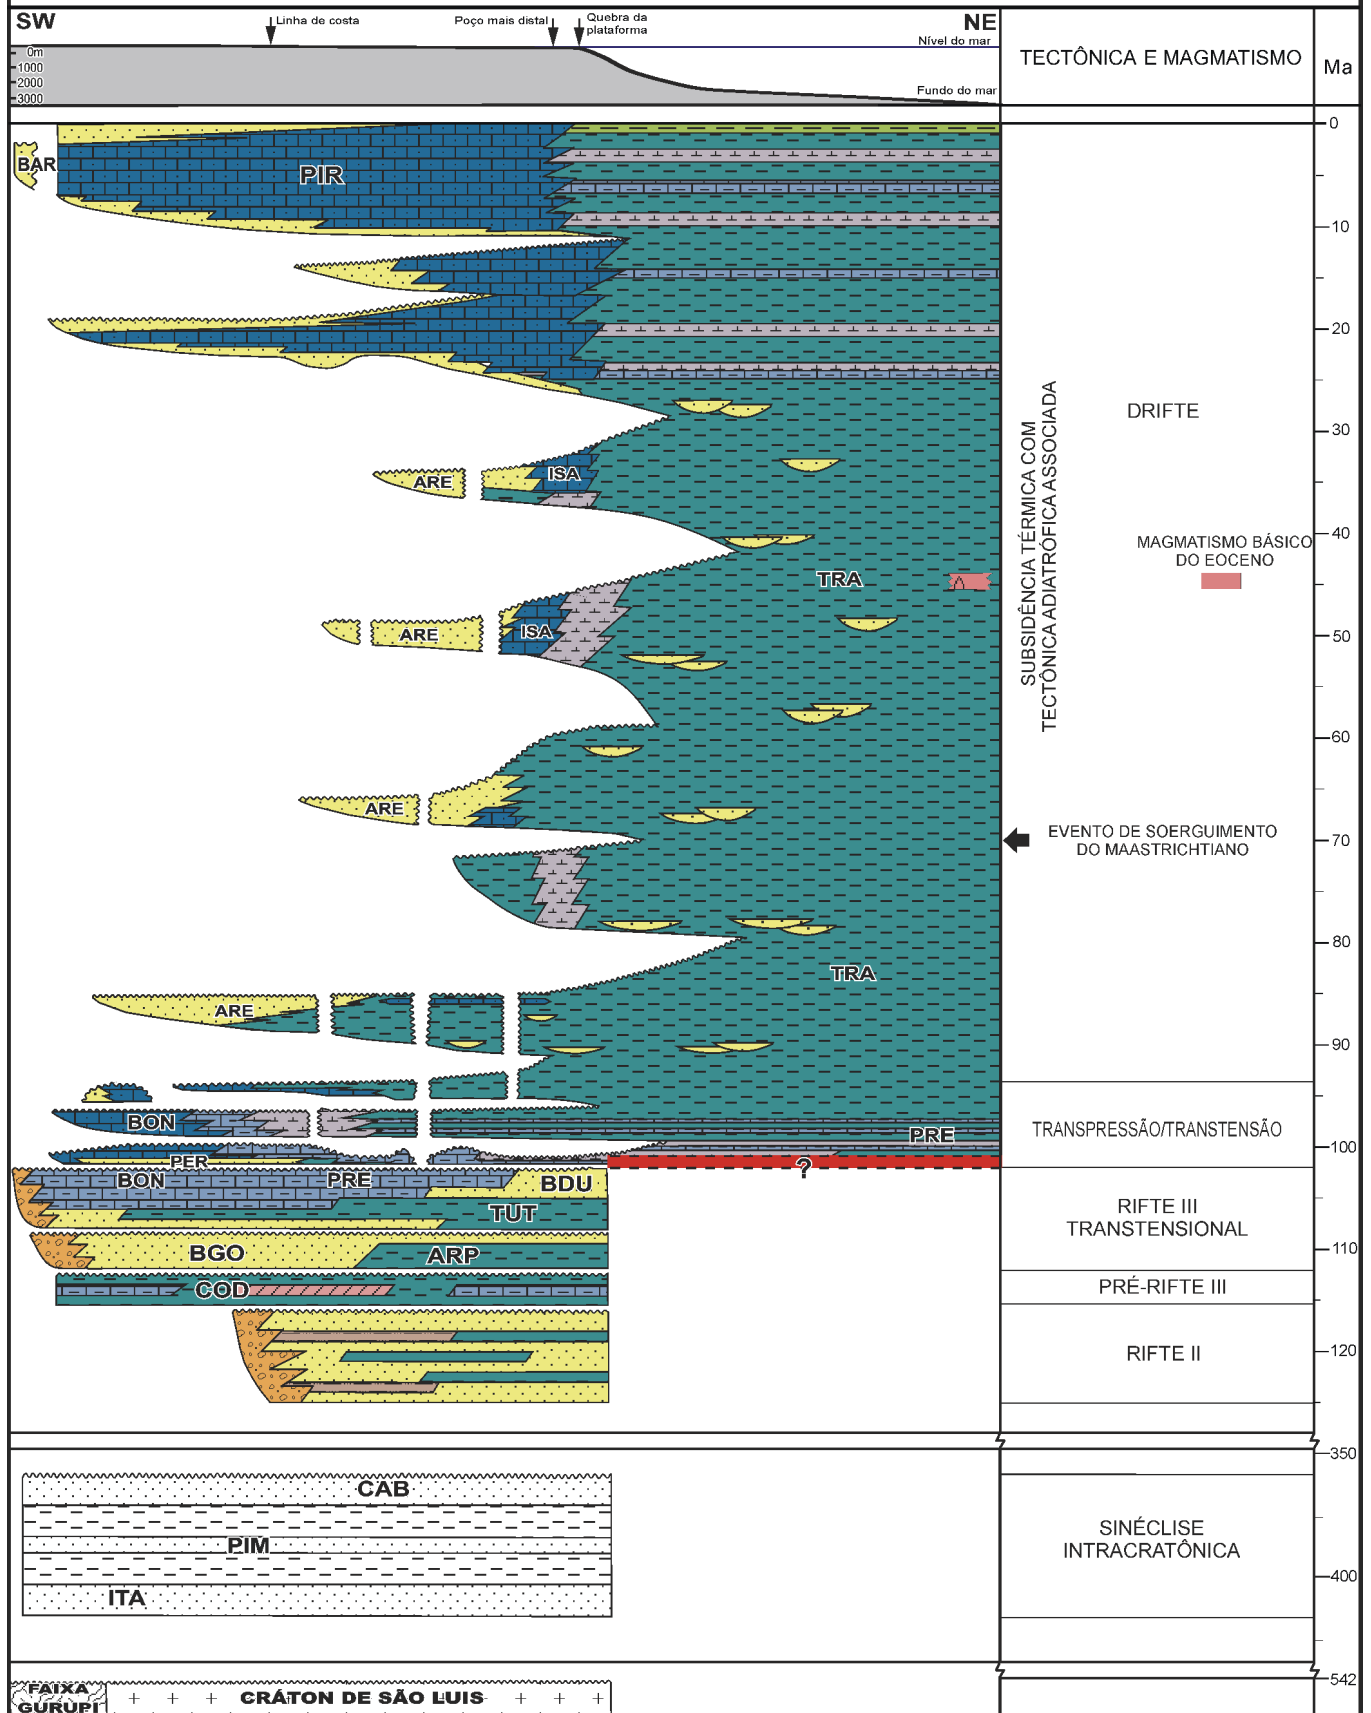 SW
Linha de costa
Poço mais distal
Quebra da
plataforma
NE
Nível do mar
TECTÔNICA E MAGMATISMO
Ma
0m
1000
2000
3000
Fundo do mar
0
BAR
PIR
10
20
SUBSIDÊNCIA TÉRMICA COM
TECTÔNICA ADIATRÓFICA ASSOCIADA
DRIFTE
30
ARE
ISA
40
MAGMATISMO BÁSICO
DO EOCENO
TRA
50
ARE
ISA
60
ARE
EVENTO DE SOERGUIMENTO
DO MAASTRICHTIANO
70
80
TRA
ARE
90
BON
PRE
TRANSPRESSÃO/TRANSTENSÃO
100
PER
?
BON
PRE
BDU
TUT
RIFTE III
TRANSTENSIONAL
BGO
ARP
110
COD
PRÉ-RIFTE III
120
RIFTE II
350
CAB
PIM
SINÉCLISE
INTRACRATÔNICA
400
ITA
542
FAIXA
GURUPI
CRÁTON DE SÃO LUIS